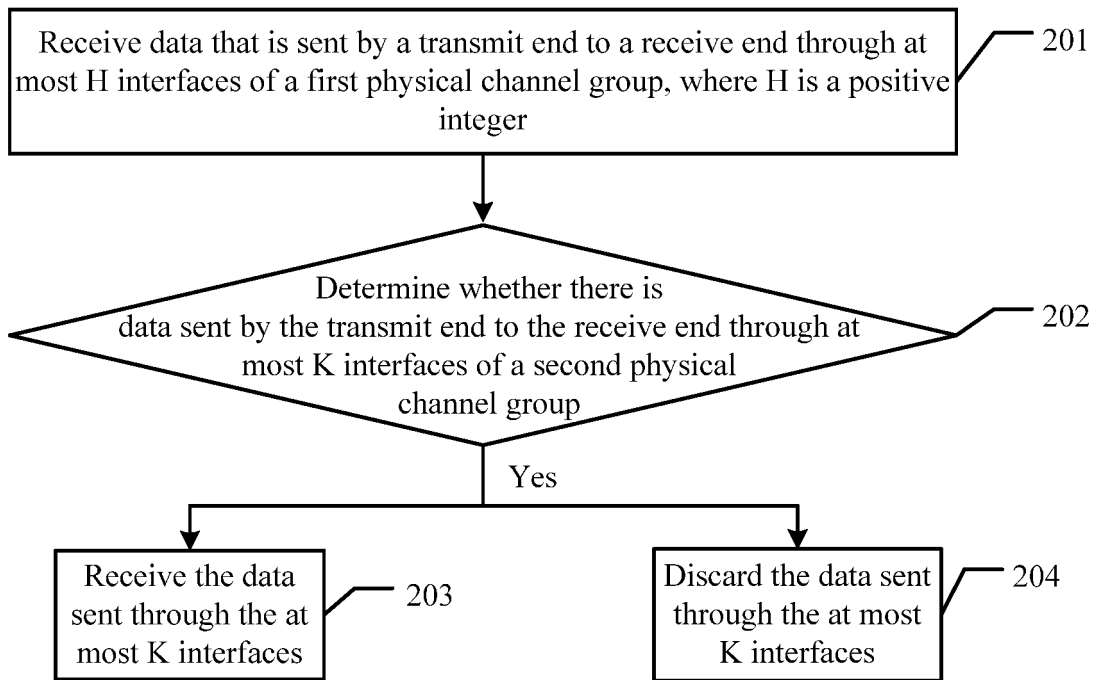 Receive data that is sent by a transmit end to a receive end through at
most H interfaces of a first physical channel group, where H is a positive
integer
201
Determine whether there is
data sent by the transmit end to the receive end through at
most K interfaces of a second physical
channel group
202
Yes
Receive the data
sent through the at
most K interfaces
203
Discard the data sent
through the at most
K interfaces
204